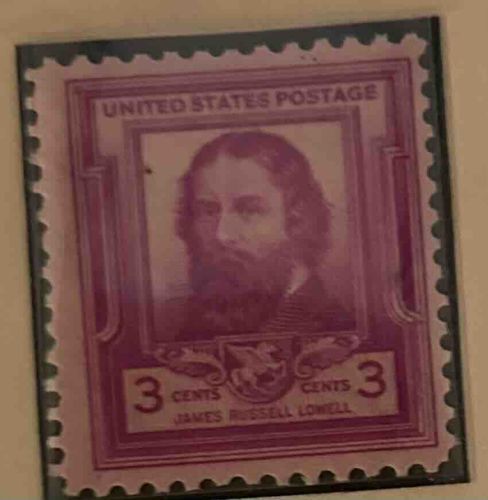 UNITED STATES POSTAGE
3 CENTS CENTS 3
JAMES RUSSELL LOWELL